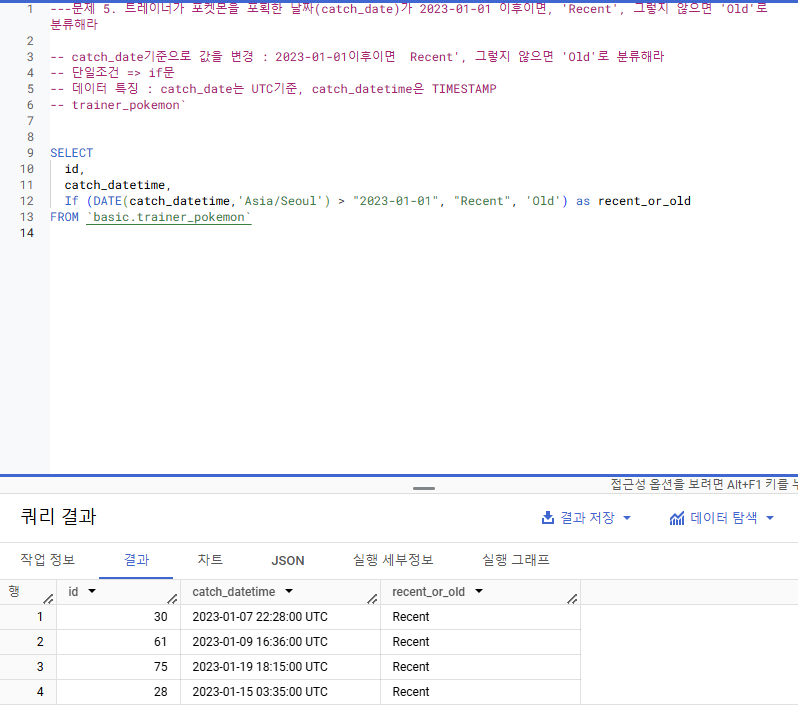 1 ---문제 5. 트레이너가 포켓몬을 포획한 날짜(catch_date)가 2023-01-01 이후이면, 'Recent', 그렇지 않으면 'Old'로
분류해라
2
3 -- catch_date기준으로 값을 변경 : 2023-01-01이후이면  Recent', 그렇지 않으면 'Old'로 분류해라
4 -- 단일조건 => if문
5 -- 데이터 특징 : catch_date는 UTC기준, catch_datetime은 TIMESTAMP
6 -- trainer_pokemon`
7
8
9 SELECT
10 id,
11 catch_datetime,
12 If (DATE(catch_datetime,'Asia/Seoul') > "2023-01-01", "Recent", 'Old') as recent_or_old
13 FROM `basic.trainer_pokemon`
14
접근성 옵션을 보려면 Alt+F1 키를 누
쿼리 결과 결과 저장 데이터 탐색
작업 정보 결과 차트 JSON 실행 세부정보 실행 그래프
행 id catch_datetime recent_or_old
1 30 2023-01-07 22:28:00 UTC Recent
2 61 2023-01-09 16:36:00 UTC Recent
3 75 2023-01-19 18:15:00 UTC Recent
4 28 2023-01-15 03:35:00 UTC Recent